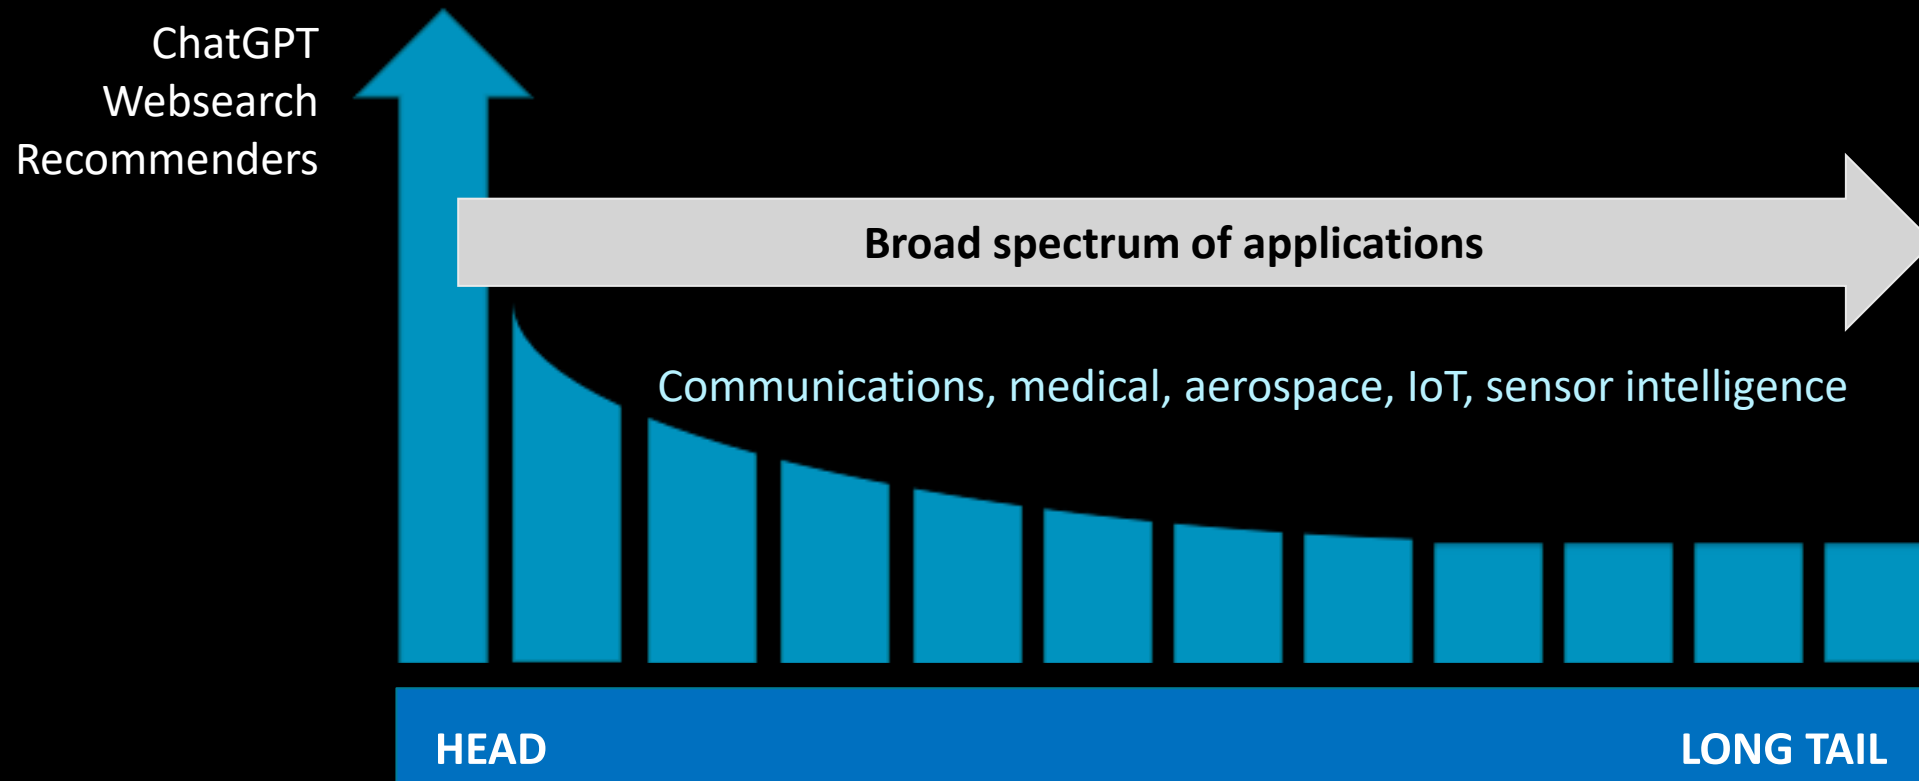 ChatGPT
Websearch
Recommenders
Broad spectrum of applications
Communications, medical, aerospace, IoT, sensor intelligence
HEAD
LONG TAIL